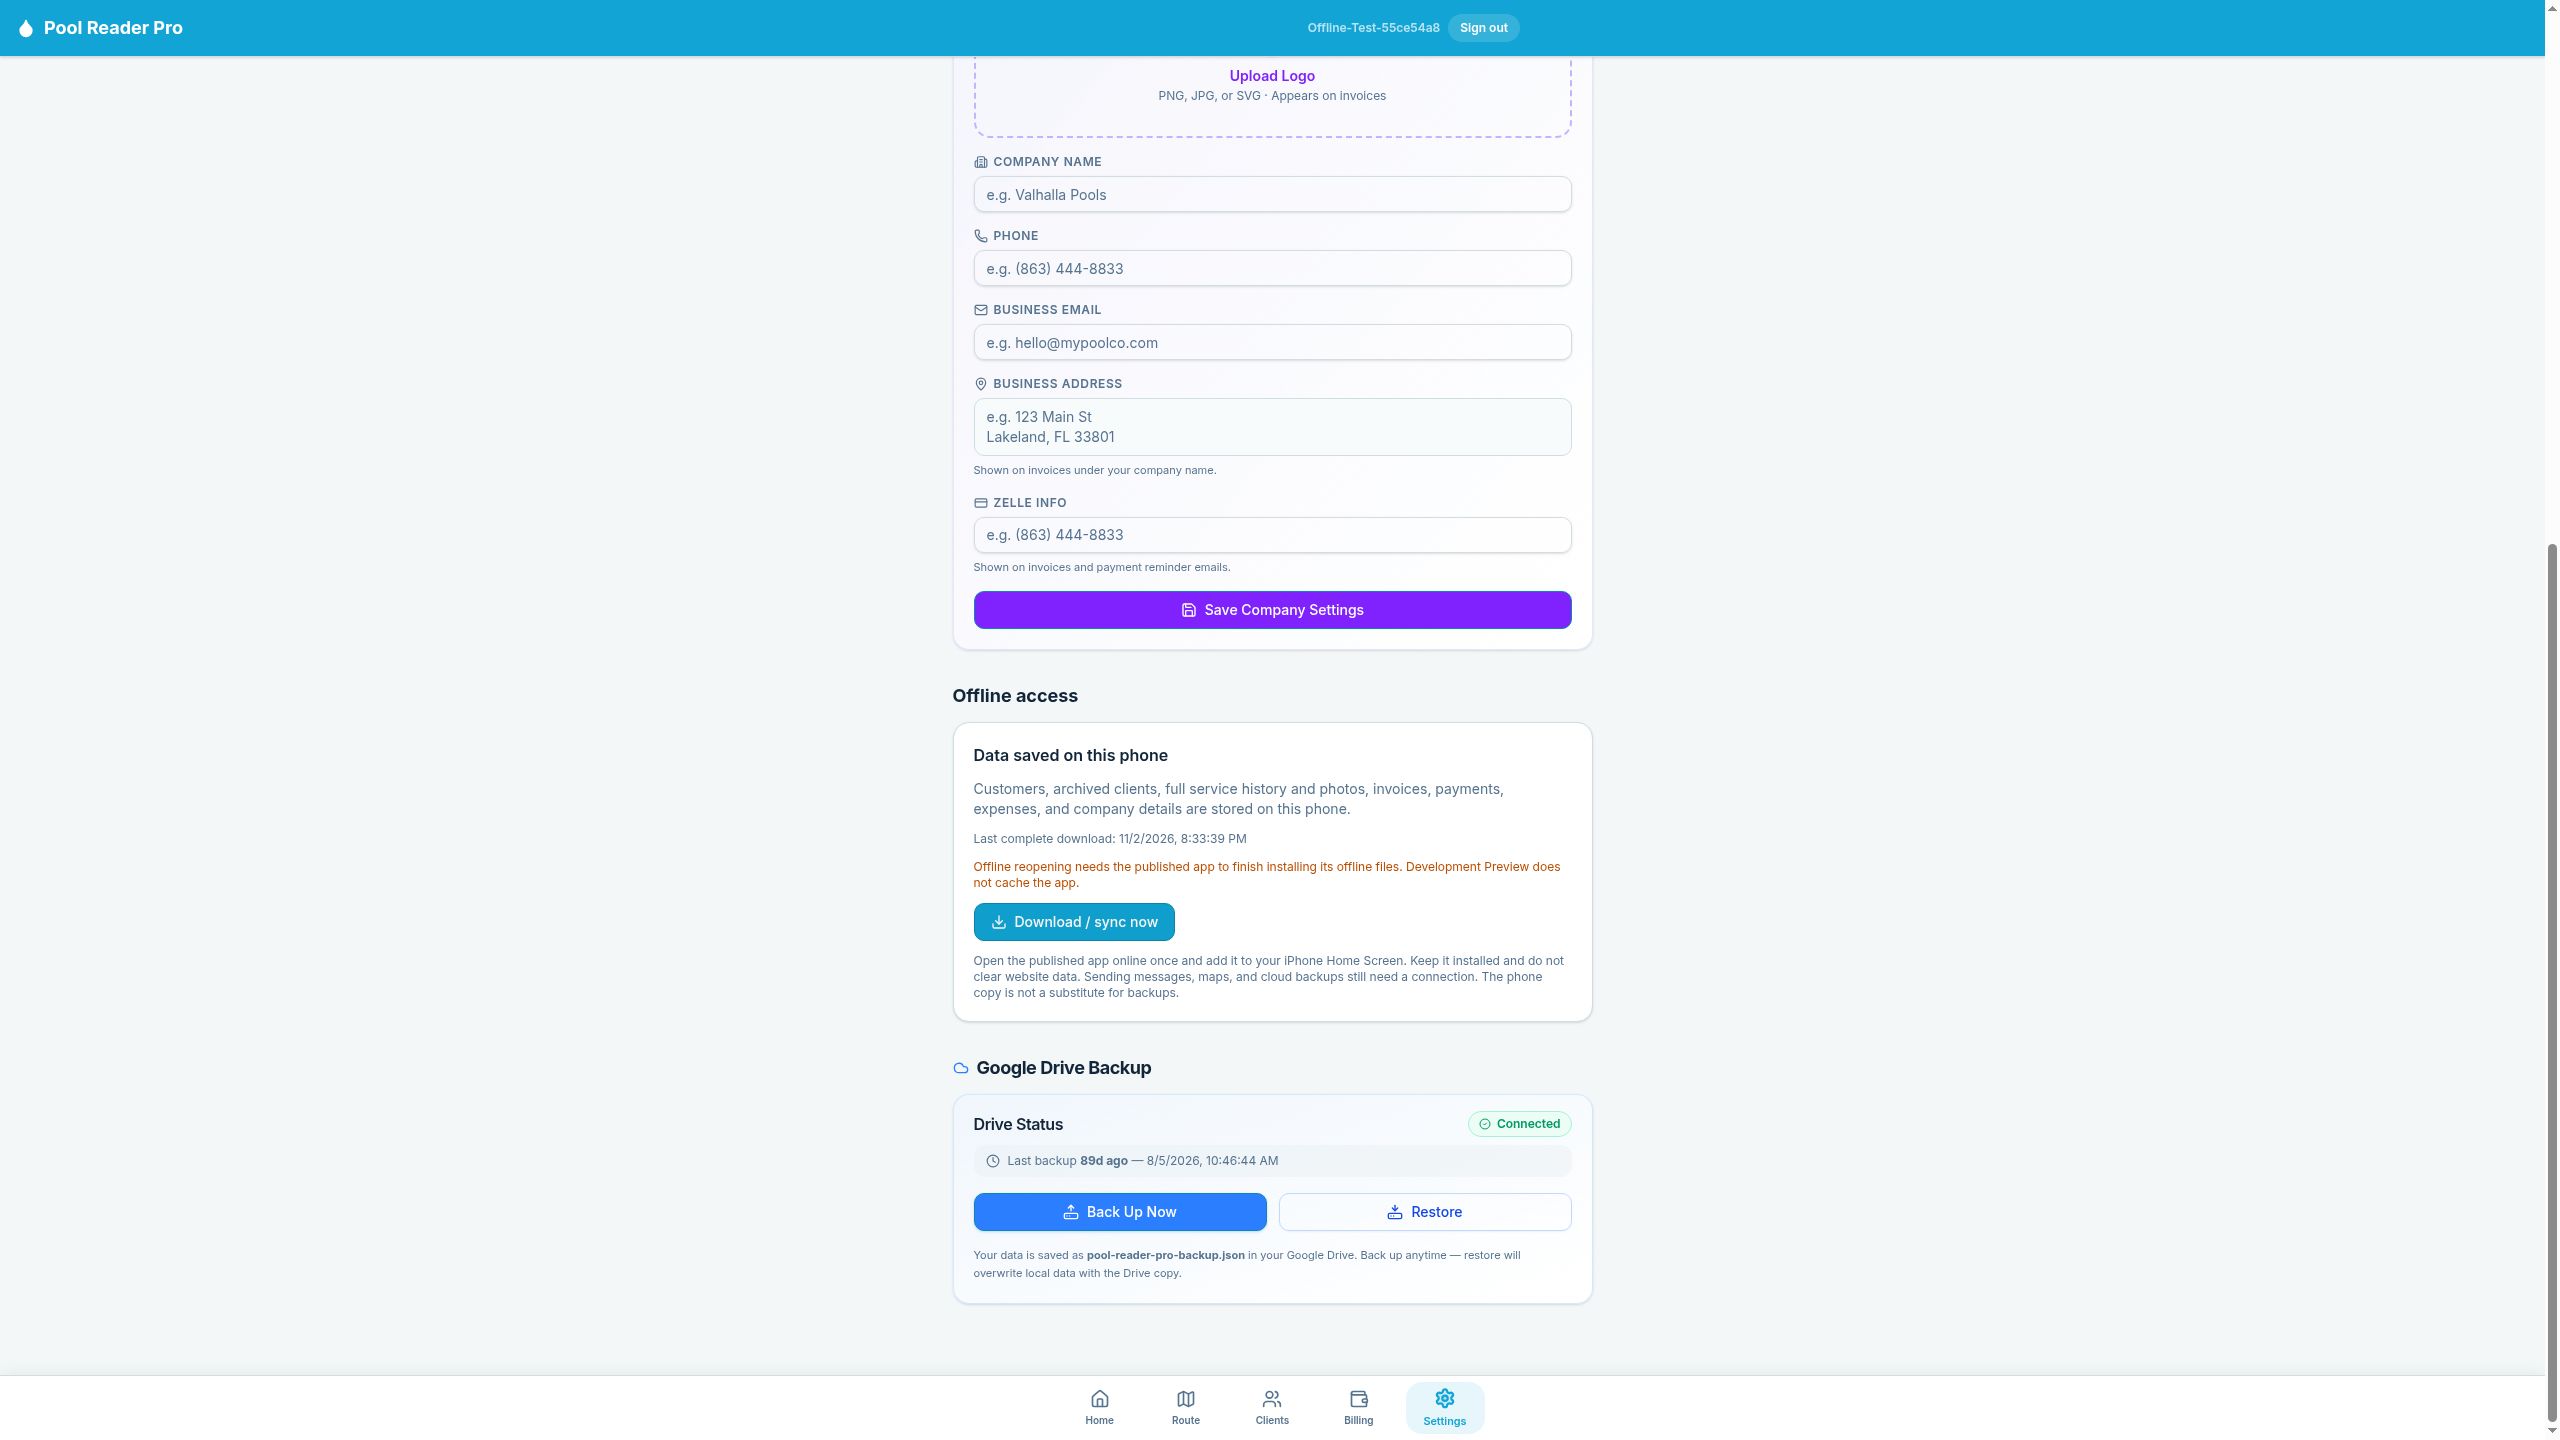 Pool Reader Pro
Offline-Test-55ce54a8
Sign out
Upload Logo
PNG, JPG, or SVG · Appears on invoices
COMPANY NAME
e.g. Valhalla Pools
PHONE
e.g. (863) 444-8833
BUSINESS EMAIL
e.g. hello@mypoolco.com
BUSINESS ADDRESS
e.g. 123 Main St
Lakeland, FL 33801
Shown on invoices under your company name.
ZELLE INFO
e.g. (863) 444-8833
Shown on invoices and payment reminder emails.
Save Company Settings
Offline access
Data saved on this phone
Customers, archived clients, full service history and photos, invoices, payments,
expenses, and company details are stored on this phone.
Last complete download: 11/2/2026, 8:33:39 PM
Offline reopening needs the published app to finish installing its offline files. Development Preview does
not cache the app.
Download / sync now
Open the published app online once and add it to your iPhone Home Screen. Keep it installed and do not
clear website data. Sending messages, maps, and cloud backups still need a connection. The phone
copy is not a substitute for backups.
Google Drive Backup
Drive Status
Connected
Last backup 89d ago — 8/5/2026, 10:46:44 AM
Back Up Now
Restore
Your data is saved as pool-reader-pro-backup.json in your Google Drive. Back up anytime — restore will
overwrite local data with the Drive copy.
Home
Route
Clients
Billing
Settings